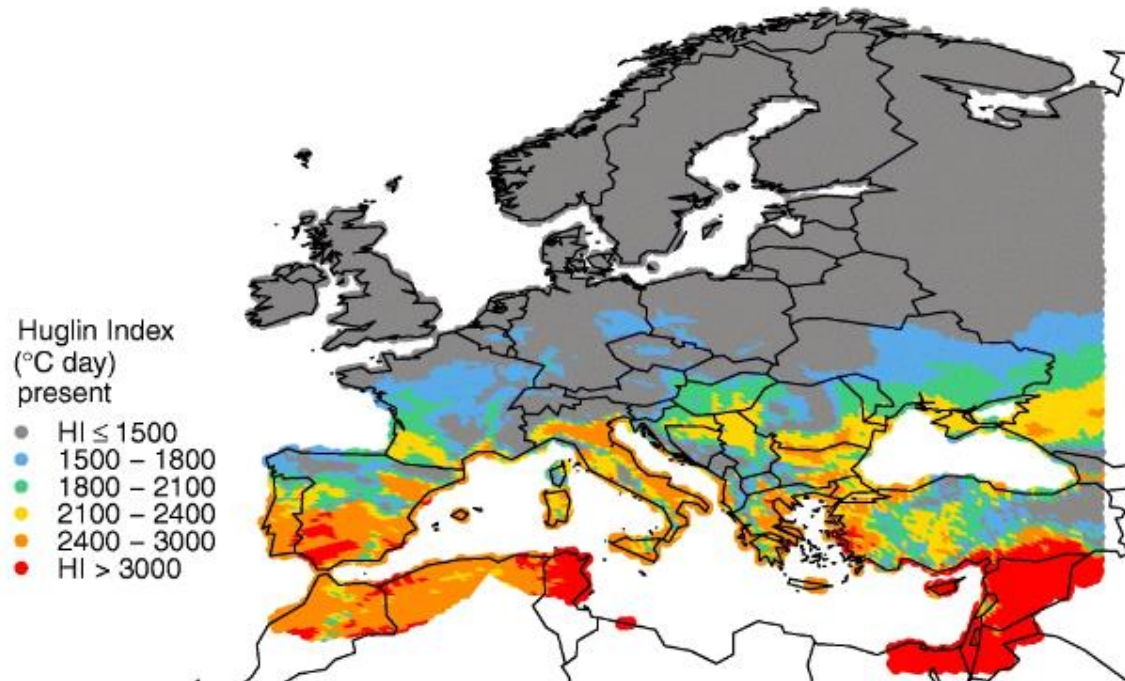 Huglin Index
(°C day)
present
HI ≤ 1500
1500 – 1800
1800 – 2100
2100 – 2400
2400 – 3000
HI > 3000